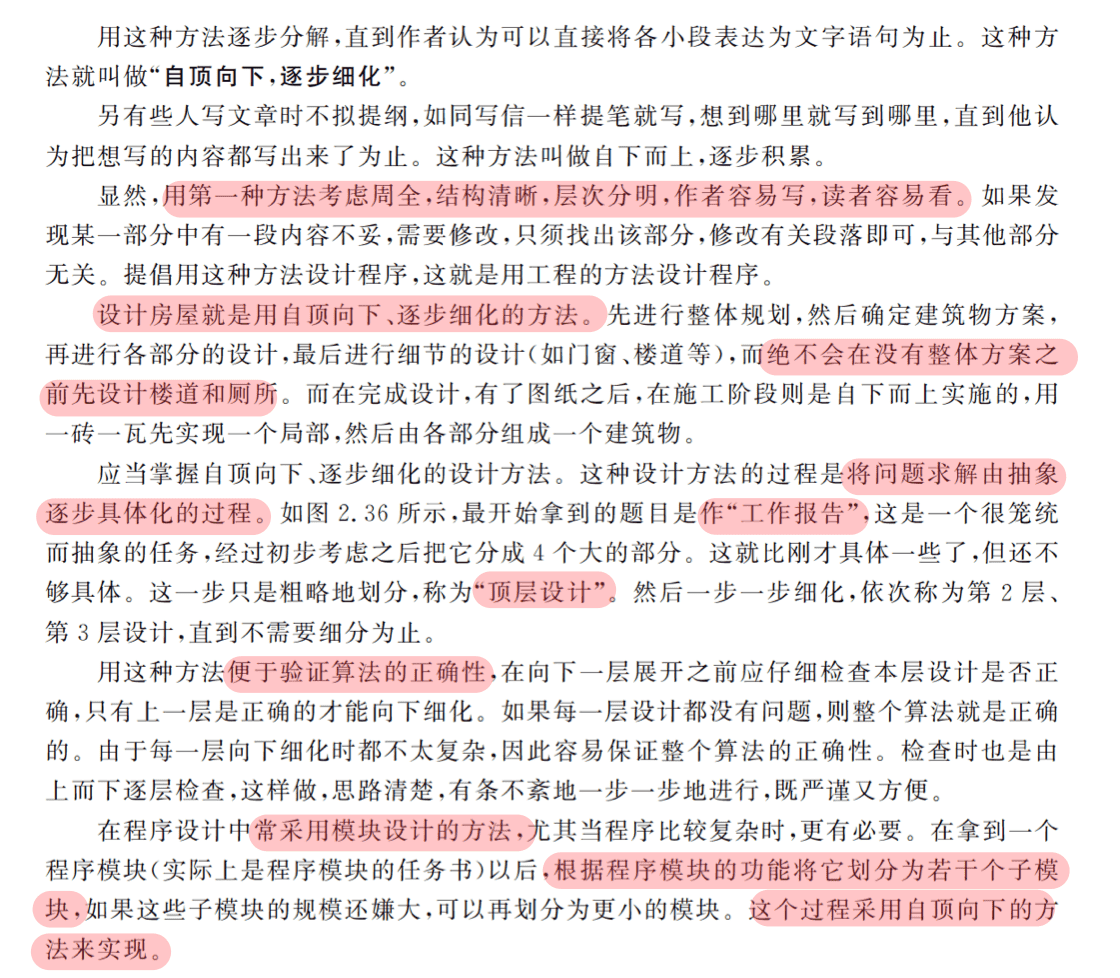 用这种方法逐步分解,直到作者认为可以直接将各小段表达为文字语句为止。这种方
法就叫做“自顶向下,逐步细化”。
另有些人写文章时不拟提纲,如同写信一样提笔就写,想到哪里就写到哪里,直到他认
为把想写的内容都写出来了为止。这种方法叫做自下而上,逐步积累。
显然,用第一种方法考虑周全,结构清晰,层次分明,作者容易写,读者容易看。如果发
现某一部分中有一段内容不妥,需要修改,只须找出该部分,修改有关段落即可,与其他部分
无关。提倡用这种方法设计程序,这就是用工程的方法设计程序。
设计房屋就是用自顶向下、逐步细化的方法。先进行整体规划,然后确定建筑物方案,
再进行各部分的设计,最后进行细节的设计(如门窗、楼道等),而绝不会在没有整体方案之
前先设计楼道和厕所。而在完成设计,有了图纸之后,在施工阶段则是自下而上实施的,用
一砖一瓦先实现一个局部,然后由各部分组成一个建筑物。
应当掌握自顶向下、逐步细化的设计方法。这种设计方法的过程是将问题求解由抽象
逐步具体化的过程。如图 2.36 所示,最开始拿到的题目是作“工作报告”,这是一个很笼统
而抽象的任务,经过初步考虑之后把它分成 4 个大的部分。这就比刚才具体一些了,但还不
够具体。这一步只是粗略地划分,称为“顶层设计”。然后一步一步细化,依次称为第 2 层、
第 3 层设计,直到不需要细分为止。
用这种方法便于验证算法的正确性,在向下一层展开之前应仔细检查本层设计是否正
确,只有上一层是正确的才能向下细化。如果每一层设计都没有问题,则整个算法就是正确
的。由于每一层向下细化时都不太复杂,因此容易保证整个算法的正确性。检查时也是由
上而下逐层检查,这样做,思路清楚,有条不紊地一步一步地进行,既严谨又方便。
在程序设计中常采用模块设计的方法,尤其当程序比较复杂时,更有必要。在拿到一个
程序模块(实际上是程序模块的任务书)以后,根据程序模块的功能将它划分为若干个子模
块,如果这些子模块的规模还嫌大,可以再划分为更小的模块。这个过程采用自顶向下的方
法来实现。